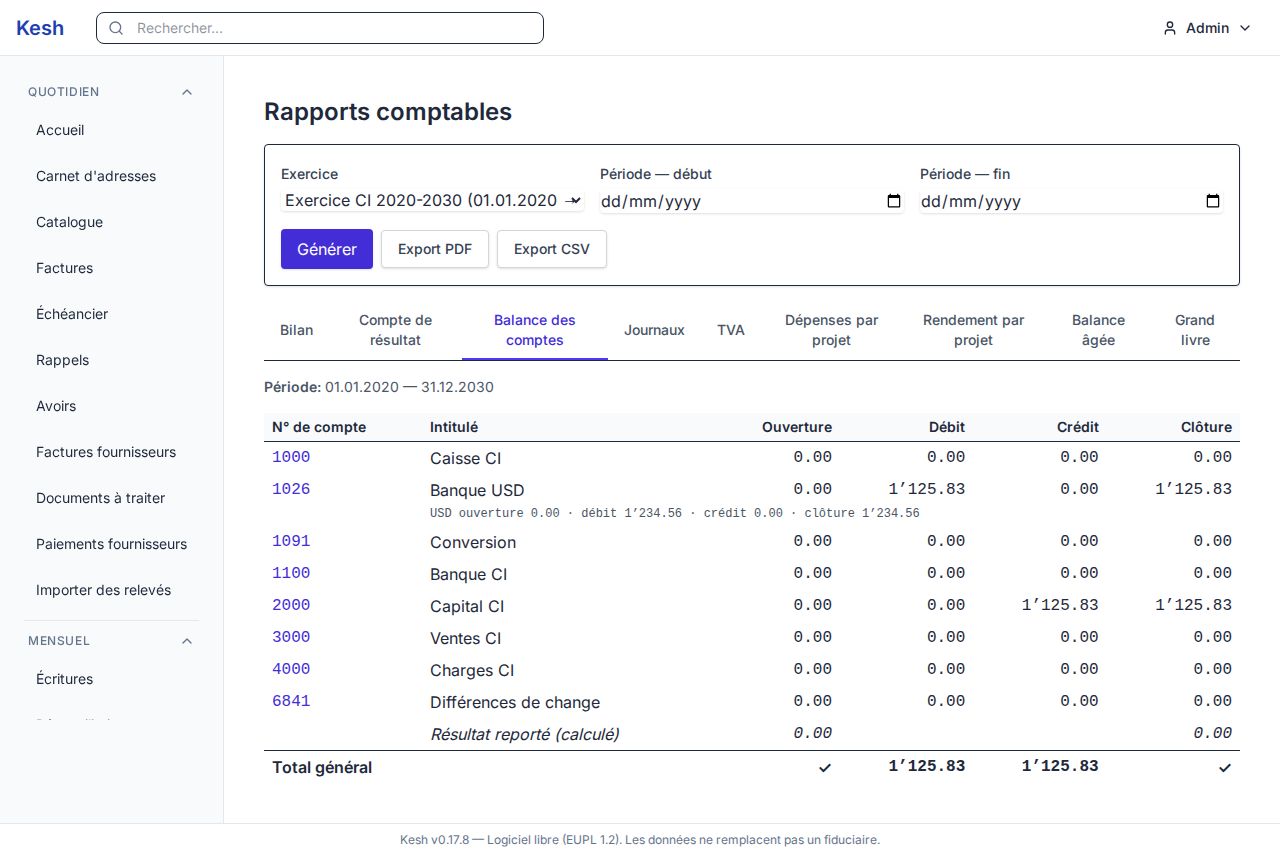 Kesh
Rechercher...
Admin
QUOTIDIEN
Accueil
Carnet d'adresses
Catalogue
Factures
Échéancier
Rappels
Avoirs
Factures fournisseurs
Documents à traiter
Paiements fournisseurs
Importer des relevés
MENSUEL
Écritures
Rapports comptables
Exercice
Période — début
Période — fin
Exercice CI 2020-2030 (01.01.2020 →
dd/mm/yyyy
dd/mm/yyyy
Générer
Export PDF
Export CSV
Bilan
Compte de résultat
Balance des comptes
Journaux
TVA
Dépenses par projet
Rendement par projet
Balance âgée
Grand livre
Période: 01.01.2020 — 31.12.2030
N° de compte Intitulé Ouverture Débit Crédit Clôture
1000 Caisse CI 0.00 0.00 0.00 0.00
1026 Banque USD 0.00 1’125.83 0.00 1’125.83
USD ouverture 0.00 · débit 1’234.56 · crédit 0.00 · clôture 1’234.56
1091 Conversion 0.00 0.00 0.00 0.00
1100 Banque CI 0.00 0.00 0.00 0.00
2000 Capital CI 0.00 0.00 1’125.83 1’125.83
3000 Ventes CI 0.00 0.00 0.00 0.00
4000 Charges CI 0.00 0.00 0.00 0.00
6841 Différences de change 0.00 0.00 0.00 0.00
Résultat reporté (calculé) 0.00 0.00
Total général ✓ 1’125.83 1’125.83 ✓
Kesh v0.17.8 — Logiciel libre (EUPL 1.2). Les données ne remplacent pas un fiduciaire.